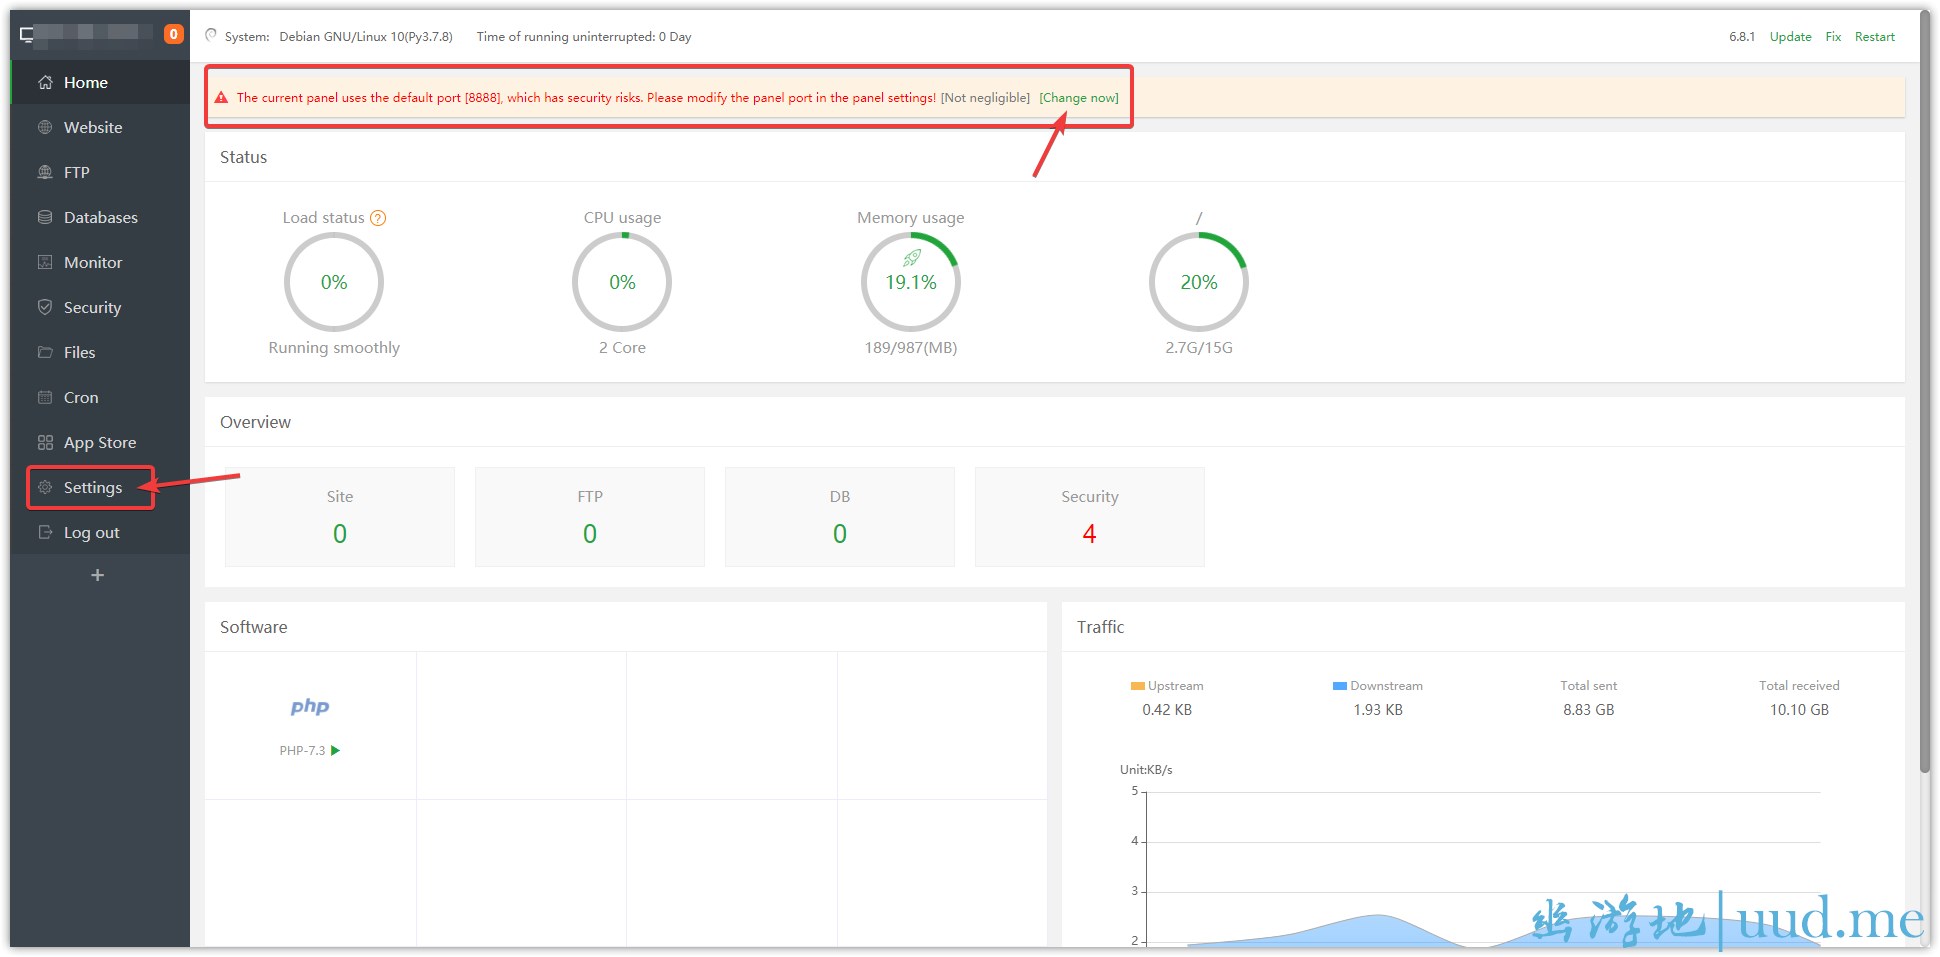 0
System: Debian GNU/Linux 10(Py3.7.8) Time of running uninterrupted: 0 Day
6.8.1 Update Fix Restart
Home
Website
FTP
Databases
Monitor
Security
Files
Cron
App Store
Settings
Log out
+
The current panel uses the default port [8888], which has security risks. Please modify the panel port in the panel settings! [Not negligible] [Change now]
Status
Load status ?
0%
Running smoothly
CPU usage
0%
2 Core
Memory usage
19.1%
189/987(MB)
/
20%
2.7G/15G
Overview
Site
0
FTP
0
DB
0
Security
4
Software
php
PHP-7.3
Traffic
Upstream
0.42 KB
Downstream
1.93 KB
Total sent
8.83 GB
Total received
10.10 GB
Unit:KB/s
5
4
3
2
幽游地|uud.me